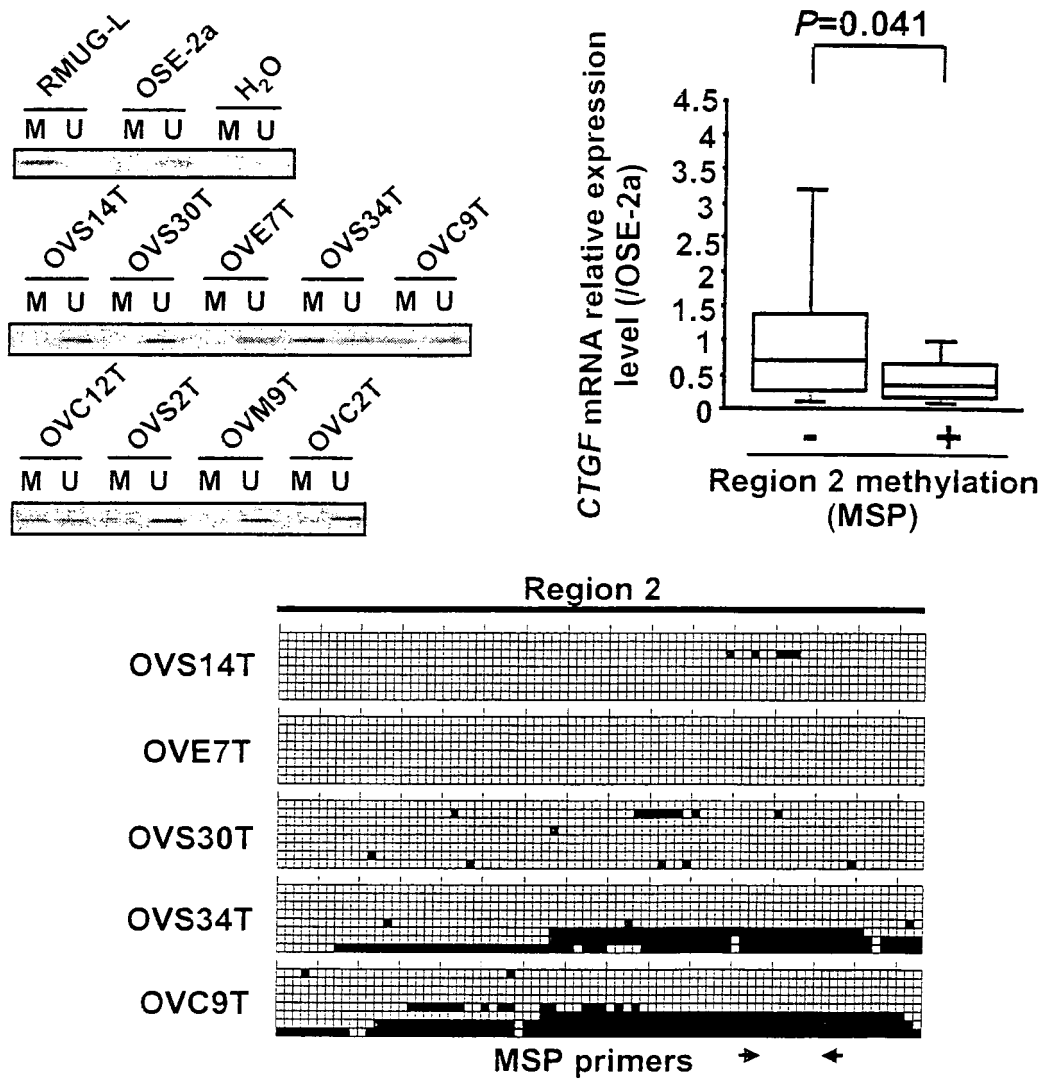 RMUG-L OSE-2a H2O
M U M U M U
OVS14T OVS30T OVE7T OVS34T OVC9T
M U M U M U M U M U
OVC12T OVS2T OVM9T OVC2T
M U M U M U M U
P=0.041
CTGF mRNA relative expression
level (/OSE-2a)
4.5
4
3.5
3
2.5
2
1.5
1
0.5
0
- +
Region 2 methylation
(MSP)
Region 2
OVS14T
OVE7T
OVS30T
OVS34T
OVC9T
MSP primers